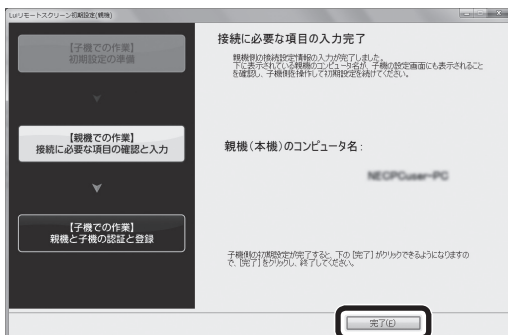 Luiリモートスクリーン初期設定(親機)
【子機での作業】
初期設定の準備
【親機での作業】
接続に必要な項目の確認と入力
【子機での作業】
親機と子機の認証と登録
接続に必要な項目の入力完了
親機側の接続設定情報の入力が完了しました。
下に表示されている親機のコンピュータ名が、子機の設定画面にも表示されること
を確認し、子機側を操作して初期設定を続けてください。
親機(本機)のコンピュータ名:
NECPCuser-PC
子機側の初期設定が完了すると、下の [完了] がクリックできるようになりますの
で、[完了] をクリックし、終了してください。
完了(E)